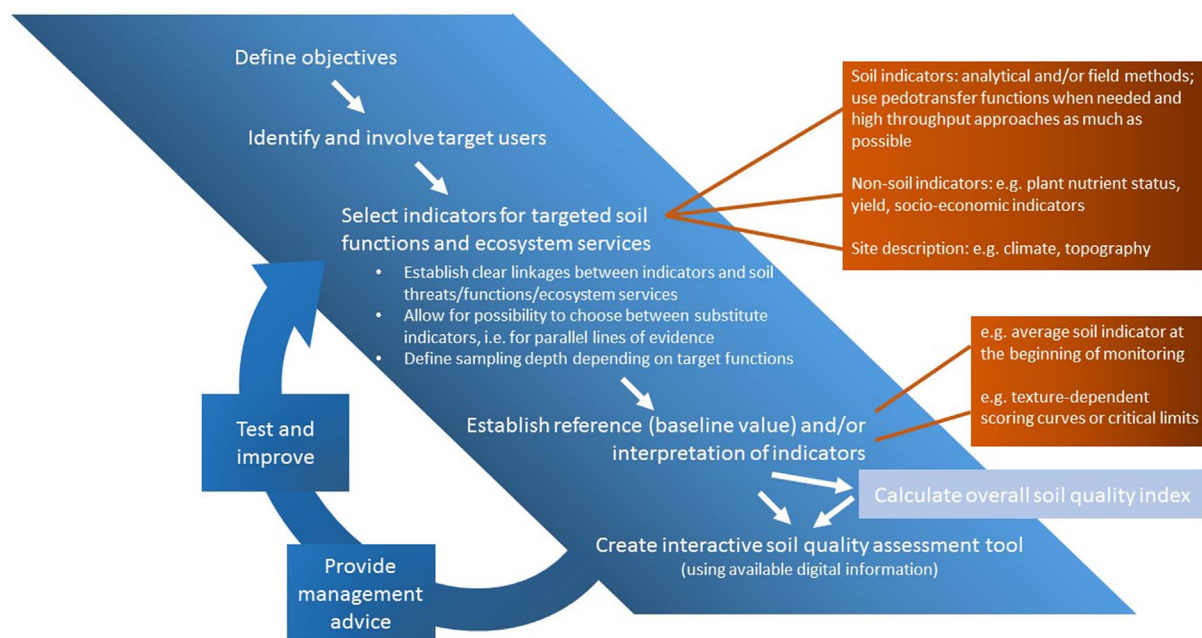 Define objectives
Identify and involve target users
Select indicators for targeted soil
functions and ecosystem services
• Establish clear linkages between indicators and soil
threats/functions/ecosystem services
• Allow for possibility to choose between substitute
indicators, i.e. for parallel lines of evidence
• Define sampling depth depending on target functions
Establish reference (baseline value) and/or
interpretation of indicators
Calculate overall soil quality index
Create interactive soil quality assessment tool
(using available digital information)
Provide
management
advice
Test and
improve
Soil indicators: analytical and/or field methods;
use pedotransfer functions when needed and
high throughput approaches as much as
possible
Non-soil indicators: e.g. plant nutrient status,
yield, socio-economic indicators
Site description: e.g. climate, topography
e.g. average soil indicator at
the beginning of monitoring
e.g. texture-dependent
scoring curves or critical limits